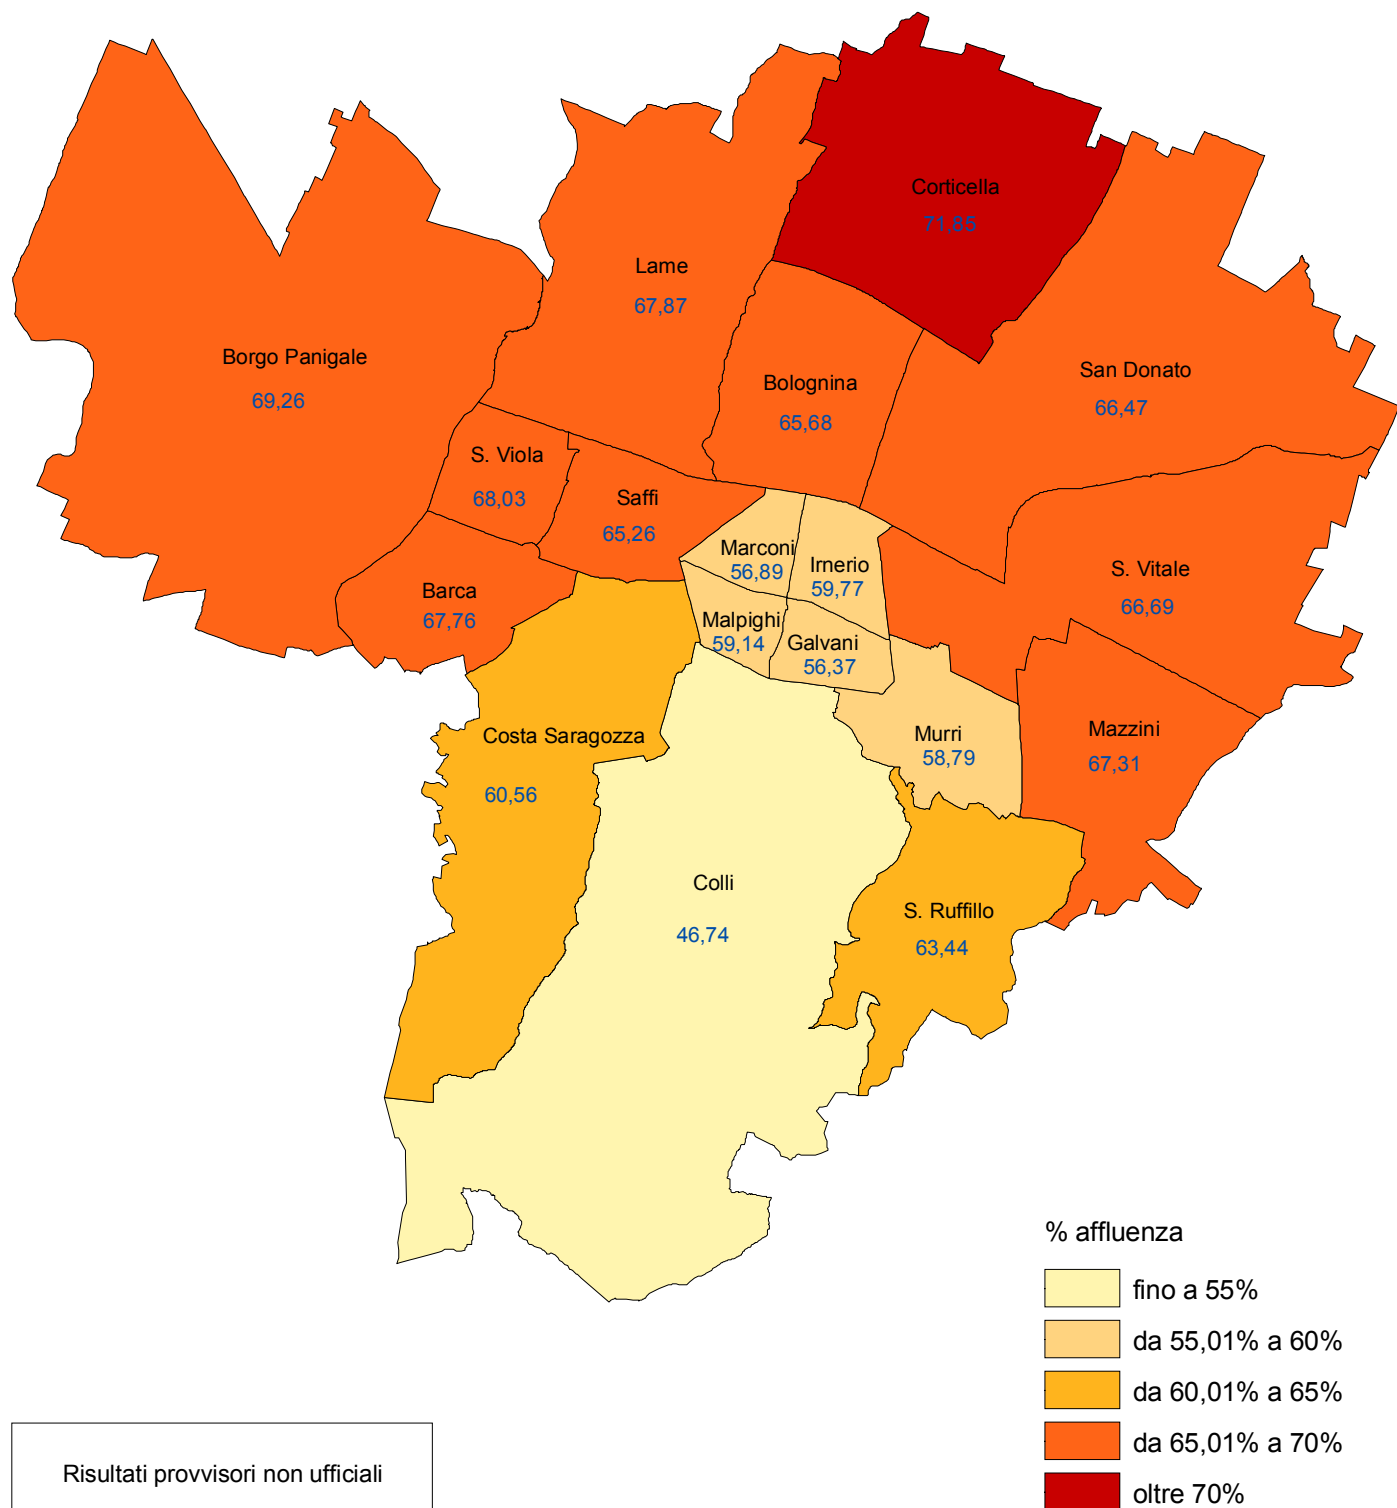 Corticella
71,85
Lame
67,87
Borgo Panigale
69,26
Bolognina
65,68
San Donato
66,47
S. Viola
68,03
Saffi
65,26
Marconi
56,89
Irnerio
59,77
S. Vitale
66,69
Barca
67,76
Malpighi
59,14
Galvani
56,37
Costa Saragozza
60,56
Murri
58,79
Mazzini
67,31
Colli
46,74
S. Ruffillo
63,44
% affluenza
fino a 55%
da 55,01% a 60%
da 60,01% a 65%
da 65,01% a 70%
oltre 70%
Risultati provvisori non ufficiali